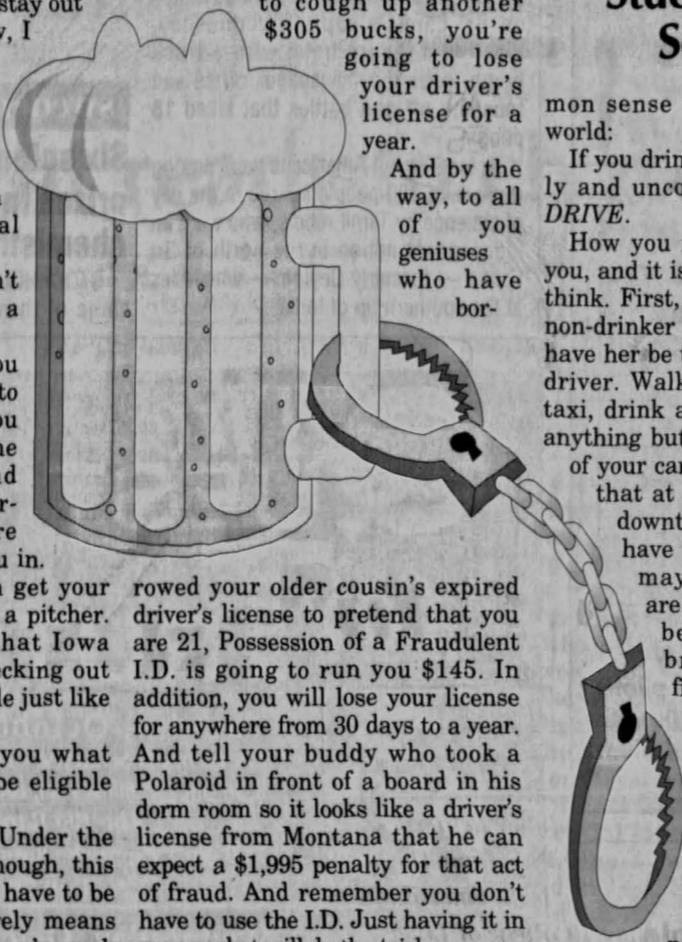 stay out
, I
al
't
a
ou
to
ou
ne
d
r-
re
u in.
get your
a pitcher.
hat Iowa
cking out
le just like
you what
be eligible
Under the
hough, this
have to be
rely means
to cough up another
$305 bucks, you're
going to lose
your driver's
license for a
year.
And by the
way, to all
of you
geniuses
who have
bor-
rowed your older cousin's expired
driver's license to pretend that you
are 21, Possession of a Fraudulent
I.D. is going to run you $145. In
addition, you will lose your license
for anywhere from 30 days to a year.
And tell your buddy who took a
Polaroid in front of a board in his
dorm room so it looks like a driver's
license from Montana that he can
expect a $1,995 penalty for that act
of fraud. And remember you don't
have to use the I.D. Just having it in
S
mon sense
world:
If you drin
ly and unco
DRIVE.
How you
you, and it is
think. First,
non-drinker
have her be
driver. Walk
taxi, drink a
anything but
of your car
that at
downt
have
may
are
be
br
fi